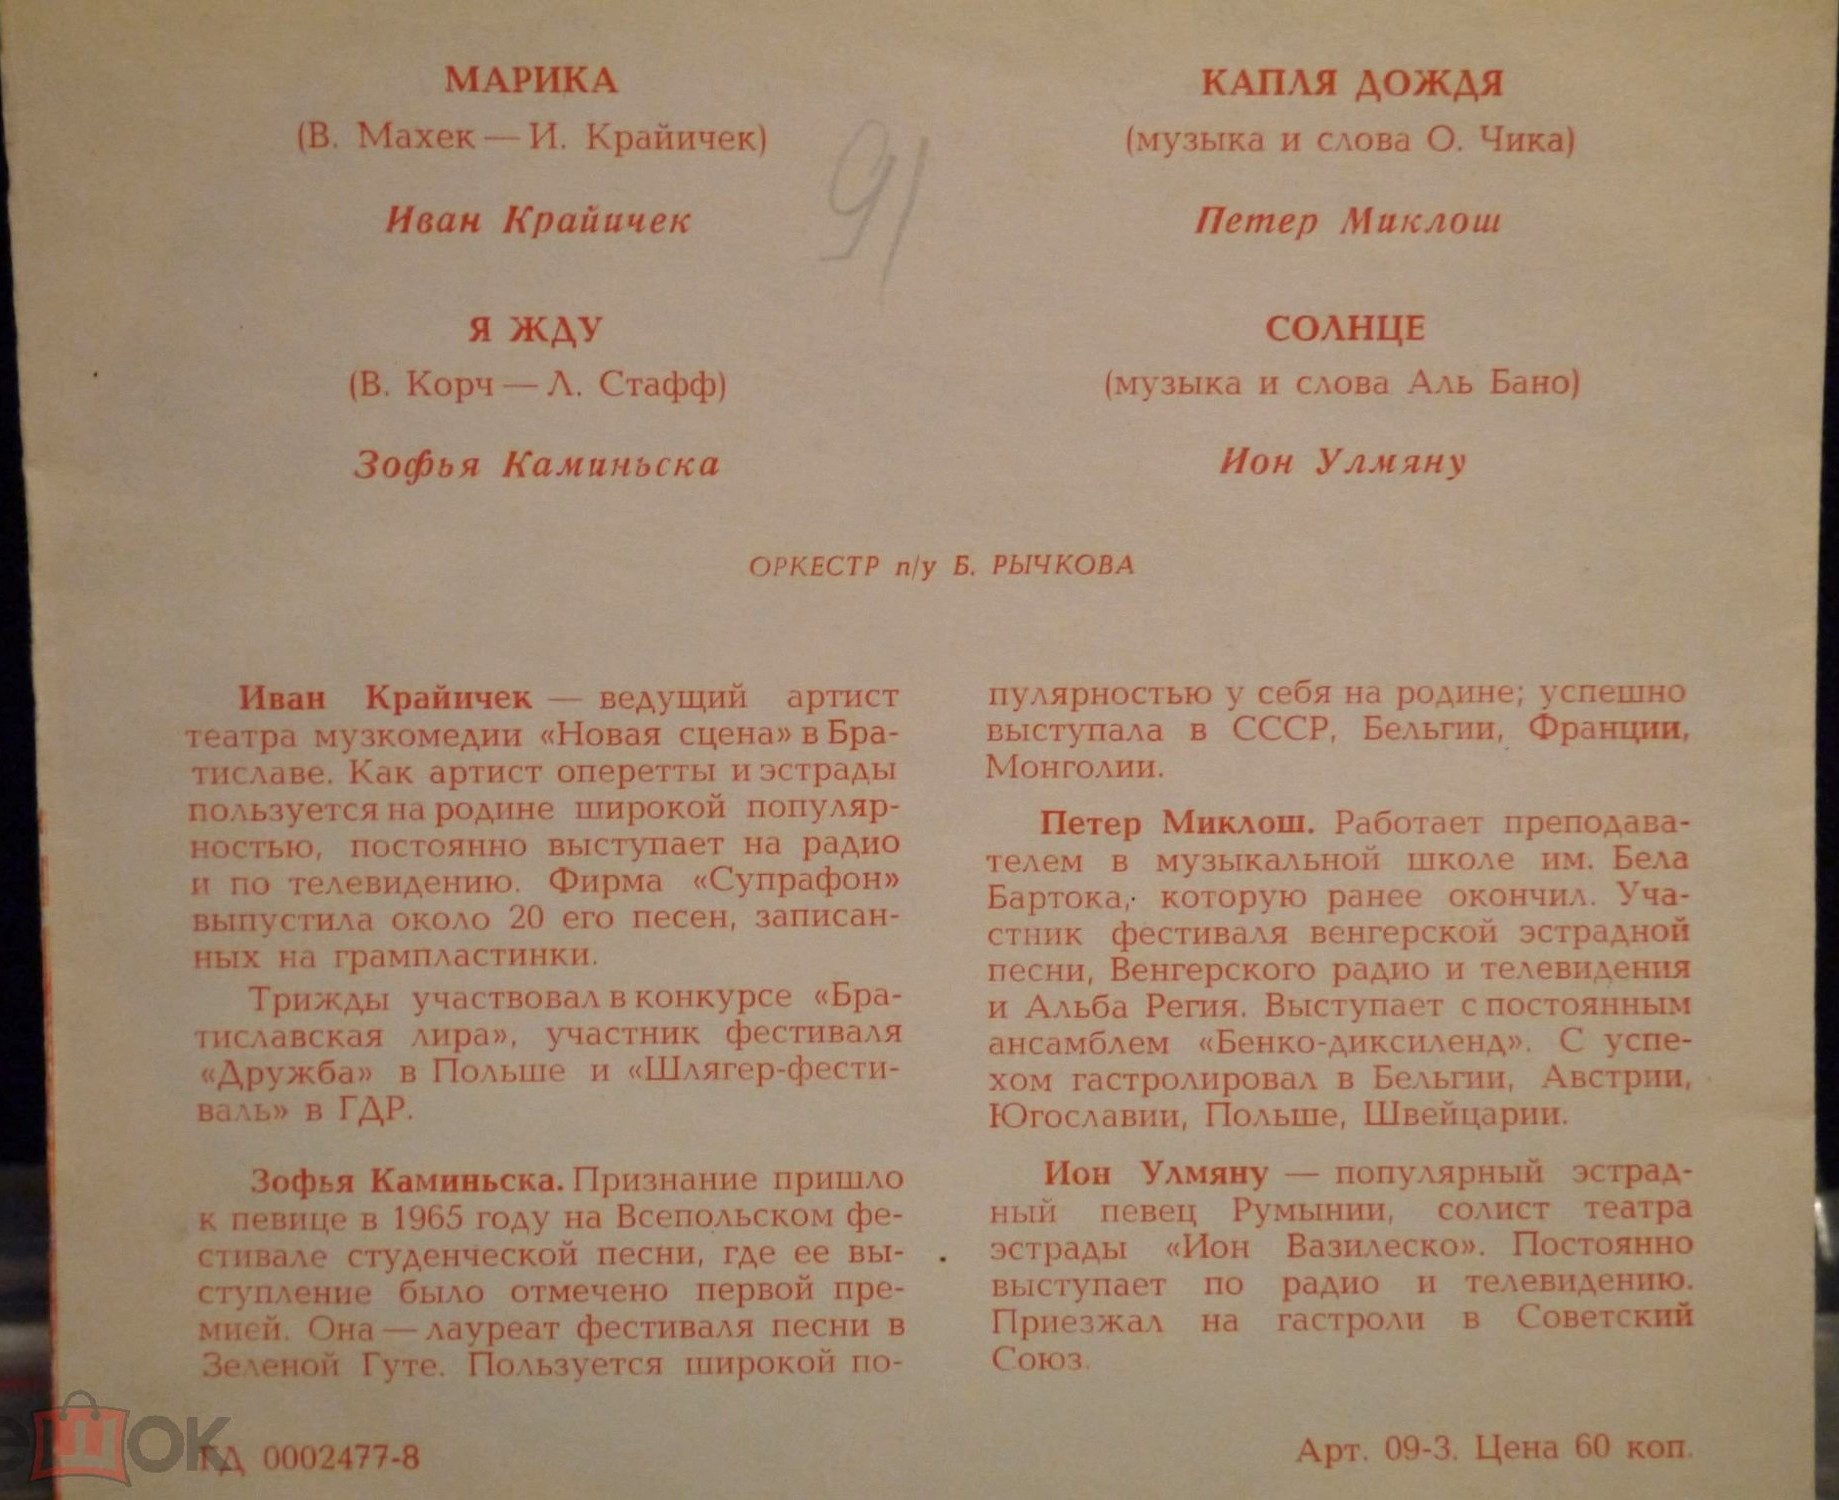 МАРИКА
(В. Махек — И. Крайичек)
Иван Крайичек
Я ЖДУ
(В. Корч — Л. Стафф)
Зофья Каминьска
КАПЛЯ ДОЖДЯ
(музыка и слова О. Чика)
Петер Миклош
СОЛНЦЕ
(музыка и слова Аль Бано)
Ион Улмяну
91
ОРКЕСТР п/у Б. РЫЧКОВА
Иван Крайичек — ведущий артист
театра музкомедии «Новая сцена» в Бра-
тиславе. Как артист оперетты и эстрады
пользуется на родине широкой популяр-
ностью, постоянно выступает на радио
и по телевидению. Фирма «Супрафон»
выпустила около 20 его песен, записан-
ных на грампластинки.
Трижды участвовал в конкурсе «Бра-
тиславская лира», участник фестиваля
«Дружба» в Польше и «Шлягер-фести-
валь» в ГДР.
Зофья Каминьска. Признание пришло
к певице в 1965 году на Всепольском фе-
стивале студенческой песни, где ее вы-
ступление было отмечено первой пре-
мией. Она — лауреат фестиваля песни в
Зеленой Гуте. Пользуется широкой по-
пулярностью у себя на родине; успешно
выступала в СССР, Бельгии, Франции,
Монголии.
Петер Миклош. Работает преподава-
телем в музыкальной школе им. Бела
Бартока, которую ранее окончил. Уча-
стник фестиваля венгерской эстрадной
песни, Венгерского радио и телевидения
и Альба Регия. Выступает с постоянным
ансамблем «Бенко-диксиленд». С успе-
хом гастролировал в Бельгии, Австрии,
Югославии, Польше, Швейцарии.
Ион Улмяну — популярный эстрад-
ный певец Румынии, солист театра
эстрады «Ион Вазилеско». Постоянно
выступает по радио и телевидению.
Приезжал на гастроли в Советский
Союз.
ешок
ГД 0002477-8
Арт. 09-3. Цена 60 коп.